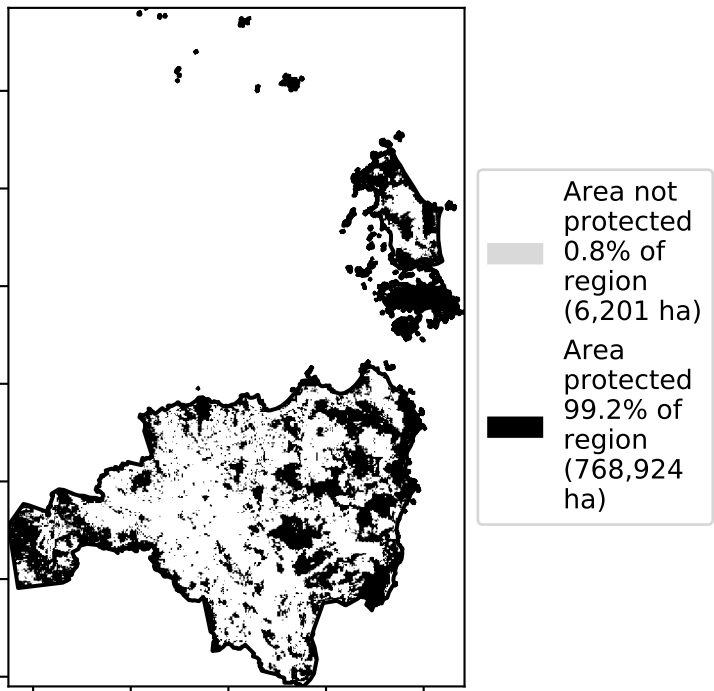 Area not
protected
0.8% of
region
(6,201 ha)
Area
protected
99.2% of
region
(768,924
ha)